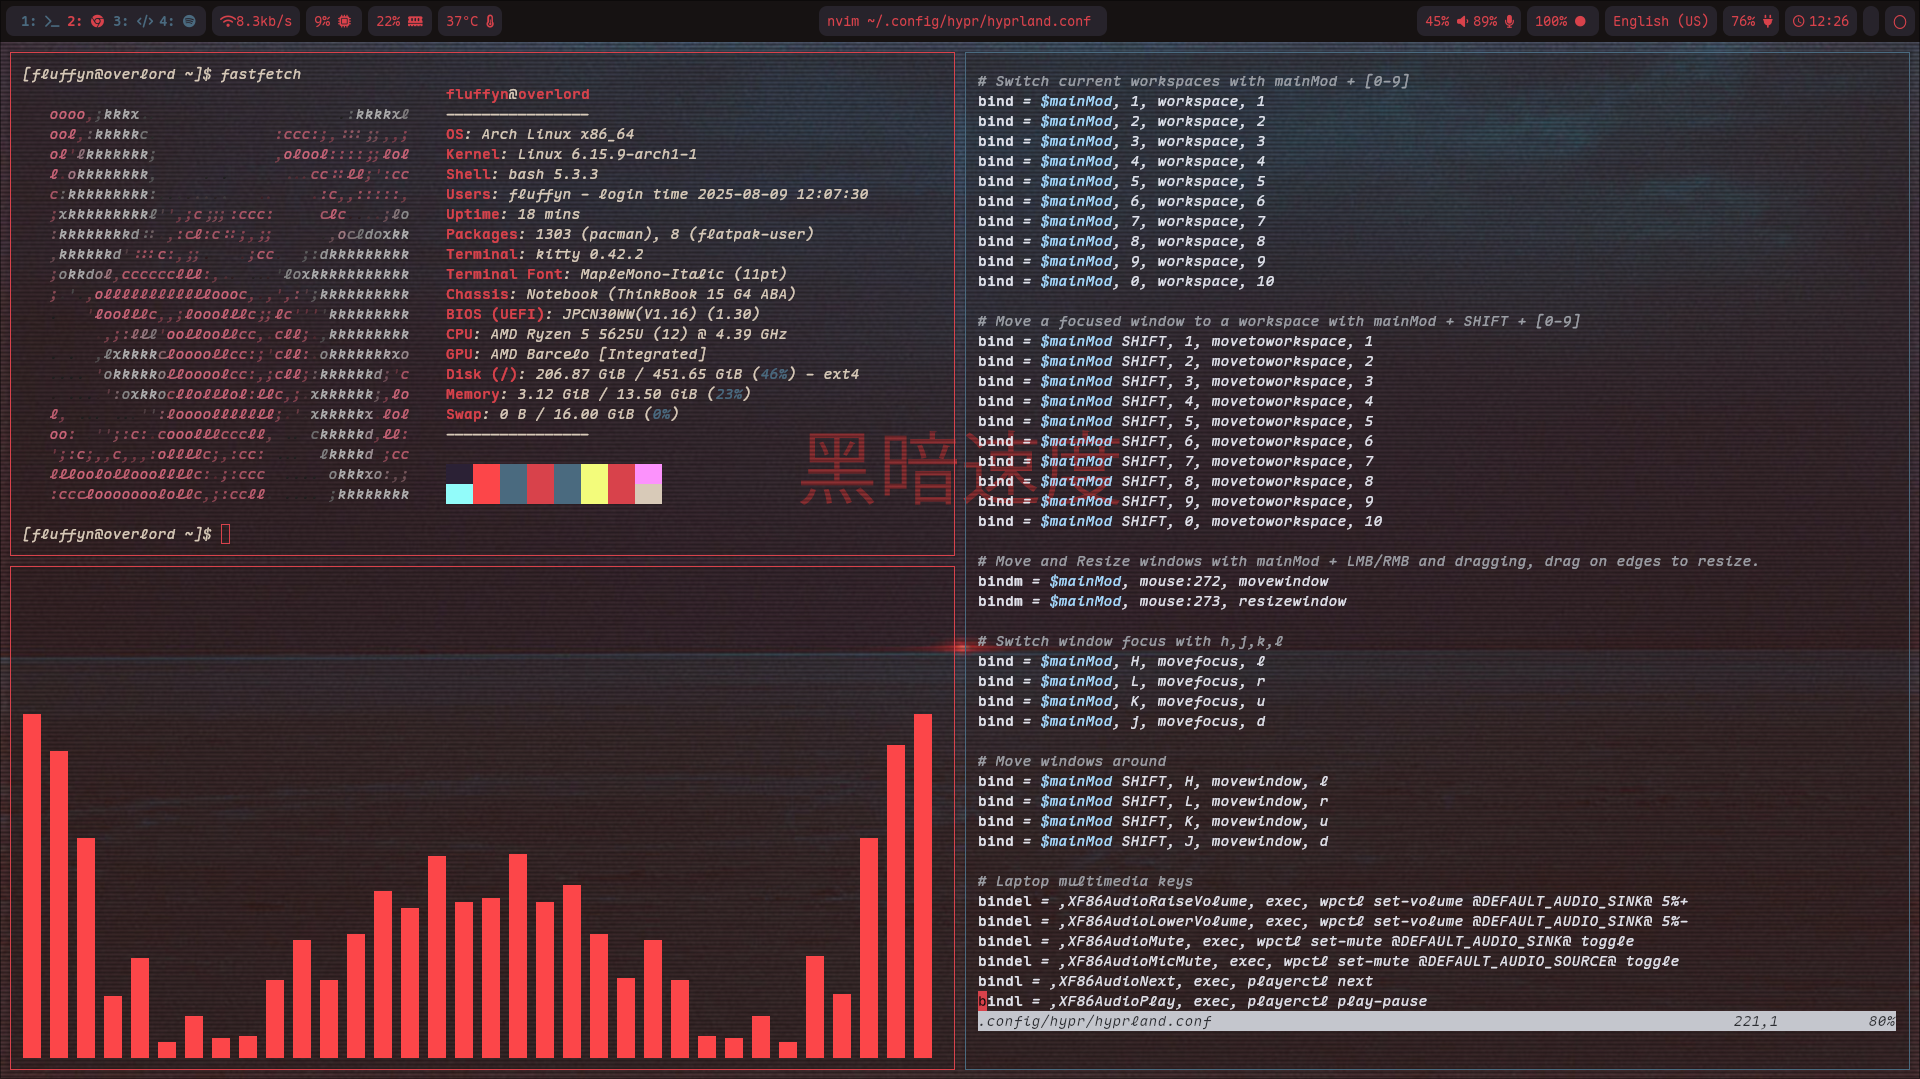 1: 2: 3: 4: 8.3kb/s 9% 22% 37°C
nvim ~/.config/hypr/hyprland.conf
45% 89% 100% English (US) 76% 12:26
[fluffyn@overlord ~]$ fastfetch
fluffyn@overlord
OS: Arch Linux x86_64
Kernel: Linux 6.15.9-arch1-1
Shell: bash 5.3.3
Users: fluffyn - login time 2025-08-09 12:07:30
Uptime: 18 mins
Packages: 1303 (pacman), 8 (flatpak-user)
Terminal: kitty 0.42.2
Terminal Font: MapleMono-Italic (11pt)
Chassis: Notebook (ThinkBook 15 G4 ABA)
BIOS (UEFI): JPCN30WW(V1.16) (1.30)
CPU: AMD Ryzen 5 5625U (12) @ 4.39 GHz
GPU: AMD Barcelo [Integrated]
Disk (/): 206.87 GiB / 451.65 GiB (46%) - ext4
Memory: 3.12 GiB / 13.50 GiB (23%)
Swap: 0 B / 16.00 GiB (0%)
[fluffyn@overlord ~]$
黑暗速度
# Switch current workspaces with mainMod + [0-9]
bind = $mainMod, 1, workspace, 1
bind = $mainMod, 2, workspace, 2
bind = $mainMod, 3, workspace, 3
bind = $mainMod, 4, workspace, 4
bind = $mainMod, 5, workspace, 5
bind = $mainMod, 6, workspace, 6
bind = $mainMod, 7, workspace, 7
bind = $mainMod, 8, workspace, 8
bind = $mainMod, 9, workspace, 9
bind = $mainMod, 0, workspace, 10
# Move a focused window to a workspace with mainMod + SHIFT + [0-9]
bind = $mainMod SHIFT, 1, movetoworkspace, 1
bind = $mainMod SHIFT, 2, movetoworkspace, 2
bind = $mainMod SHIFT, 3, movetoworkspace, 3
bind = $mainMod SHIFT, 4, movetoworkspace, 4
bind = $mainMod SHIFT, 5, movetoworkspace, 5
bind = $mainMod SHIFT, 6, movetoworkspace, 6
bind = $mainMod SHIFT, 7, movetoworkspace, 7
bind = $mainMod SHIFT, 8, movetoworkspace, 8
bind = $mainMod SHIFT, 9, movetoworkspace, 9
bind = $mainMod SHIFT, 0, movetoworkspace, 10
# Move and Resize windows with mainMod + LMB/RMB and dragging, drag on edges to resize.
bindm = $mainMod, mouse:272, movewindow
bindm = $mainMod, mouse:273, resizewindow
# Switch window focus with h,j,k,l
bind = $mainMod, H, movefocus, l
bind = $mainMod, L, movefocus, r
bind = $mainMod, K, movefocus, u
bind = $mainMod, j, movefocus, d
# Move windows around
bind = $mainMod SHIFT, H, movewindow, l
bind = $mainMod SHIFT, L, movewindow, r
bind = $mainMod SHIFT, K, movewindow, u
bind = $mainMod SHIFT, J, movewindow, d
# Laptop multimedia keys
bindel = ,XF86AudioRaiseVolume, exec, wpctl set-volume @DEFAULT_AUDIO_SINK@ 5%+
bindel = ,XF86AudioLowerVolume, exec, wpctl set-volume @DEFAULT_AUDIO_SINK@ 5%-
bindel = ,XF86AudioMute, exec, wpctl set-mute @DEFAULT_AUDIO_SINK@ toggle
bindel = ,XF86AudioMicMute, exec, wpctl set-mute @DEFAULT_AUDIO_SOURCE@ toggle
bindl = ,XF86AudioNext, exec, playerctl next
bindl = ,XF86AudioPlay, exec, playerctl play-pause
.config/hypr/hyprland.conf 221,1 80%